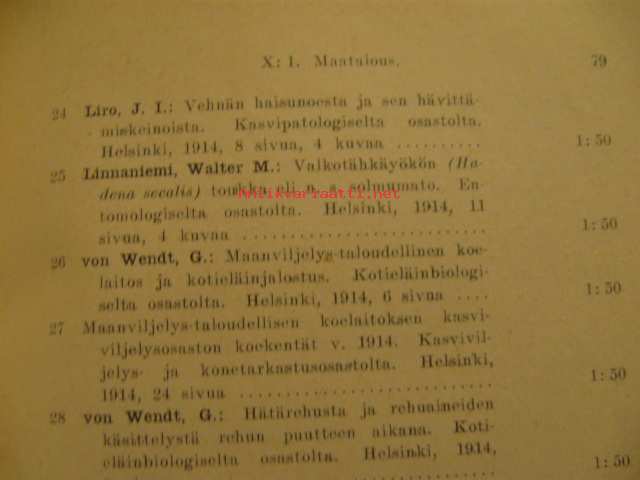 X: I. Maatalous. 79
24 Liro, J. I.: Vehnän haisunoesta ja sen hävittä-
miskeinoista. Kasvipatologiselta osastolta.
Helsinki, 1914, 8 sivua, 4 kuvaa .......... 1: 50
25 Linnaniemi, Walter M.: Valkotähkäyökön (Ha-
dena secalis) toukka eli n. s. solmumato. En-
tomologiselta osastolta. Helsinki, 1914, 11
sivua, 4 kuvaa .......................... 1: 50
26 von Wendt, G.: Maanviljelys-taloudellinen koe-
laitos ja kotieläinjalostus. Kotieläinbiologi-
selta osastolta. Helsinki, 1914, 6 sivua .... 1: 50
27 Maanviljelys-taloudellisen koelaitoksen kasvi-
viljelysosaston koekentät v. 1914. Kasvivil-
jelys- ja konetarkastusosastolta. Helsinki,
1914, 24 sivua .......................... 1: 50
28 von Wendt, G.: Hätärehusta ja rehuaineiden
käsittelystä rehun puutteen aikana. Koti-
eläinbiologiselta osastolta. Helsinki, 1914,
1: 50